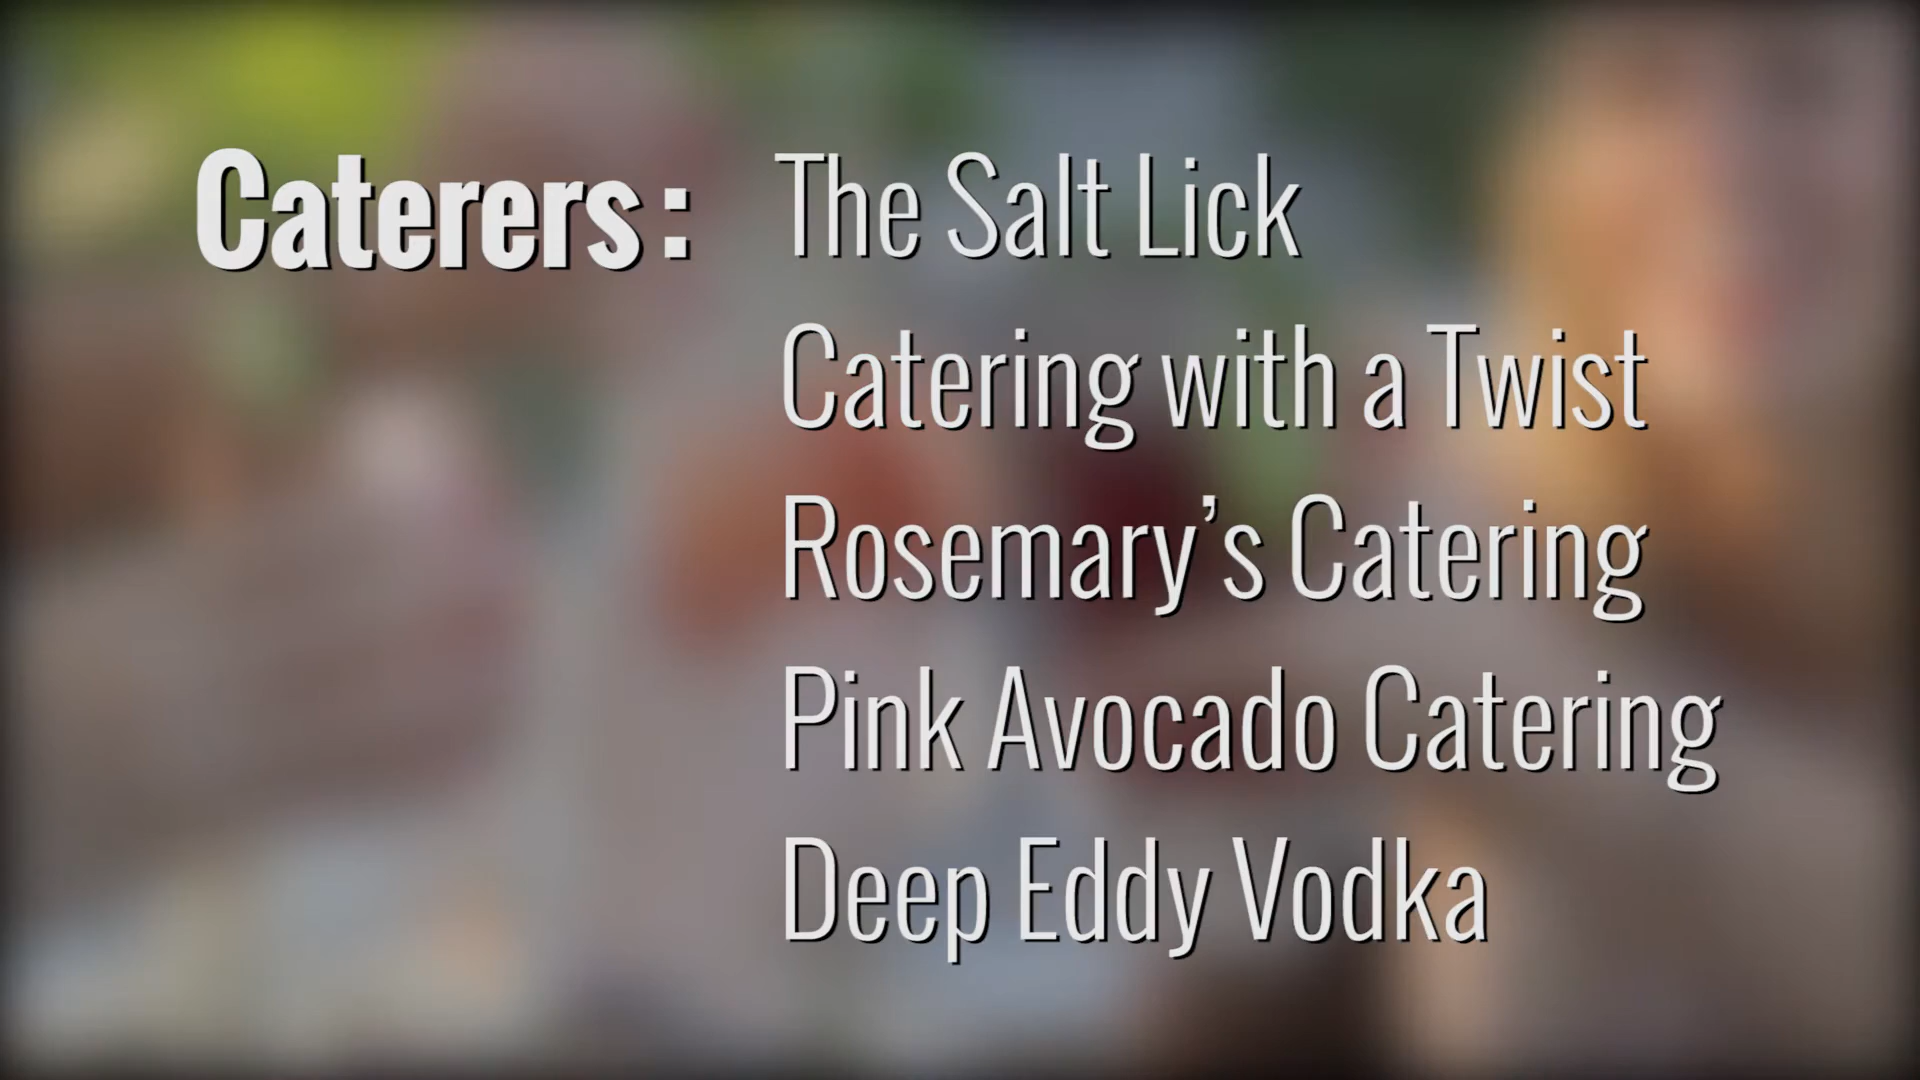 Caterers: The Salt Lick
Catering with a Twist
Rosemary’s Catering
Pink Avocado Catering
Deep Eddy Vodka